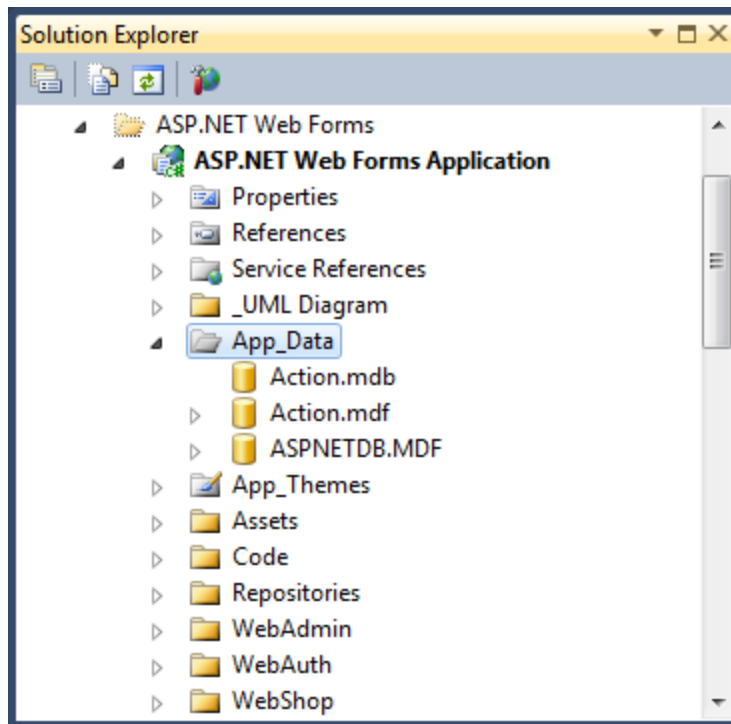 Solution Explorer
ASP.NET Web Forms
ASP.NET Web Forms Application
Properties
References
Service References
_UML Diagram
App_Data
Action.mdb
Action.mdf
ASPNETDB.MDF
App_Themes
Assets
Code
Repositories
WebAdmin
WebAuth
WebShop